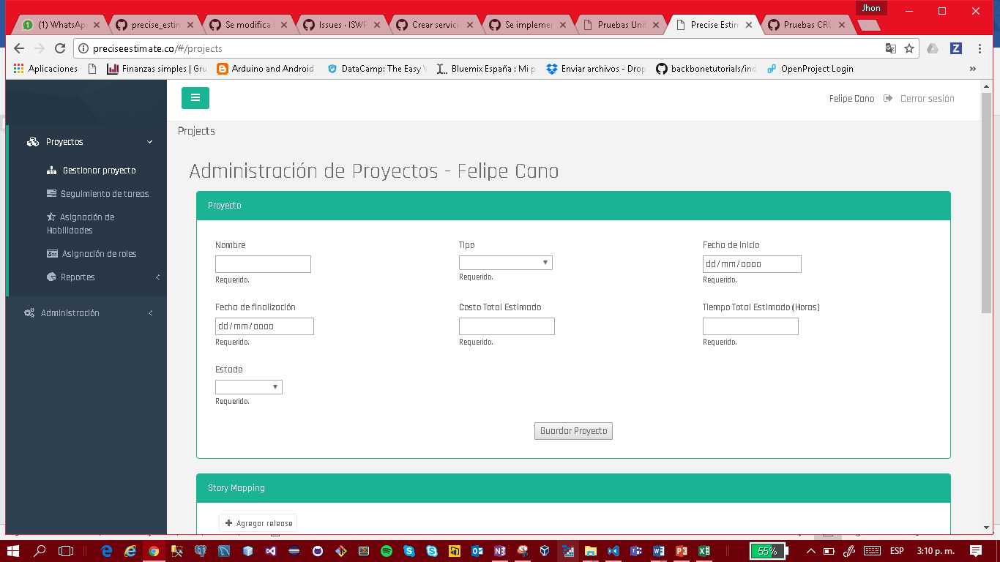 Jhon
(1) WhatsAp
precise_estim
Se modifica
Issues · ISWP
Crear servici
Se implemen
Pruebas Unit
Precise Estim
Pruebas CRU
preciseestimate.co/#/projects
Aplicaciones
Finanzas simples | Gru
Arduino and Android
DataCamp: The Easy
Bluemix España : Mi p
Enviar archivos - Drop
backbonetutorials/ind
OpenProject Login
»
Felipe Cano
Cerrar sesión
Projects
Proyectos
Gestionar proyecto
Seguimiento de tareas
Asignación de
Habilidades
Asignación de roles
Reportes
Administración
Administración de Proyectos - Felipe Cano
Proyecto
Nombre
Tipo
Fecha de inicio
dd/mm/aaaa
Requerido.
Requerido.
Requerido.
Fecha de finalización
Costo Total Estimado
Tiempo Total Estimado (Horas)
dd/mm/aaaa
Requerido.
Requerido.
Requerido.
Estado
Requerido.
Guardar Proyecto
Story Mapping
Agregar release
55%
ESP
3:10 p. m.